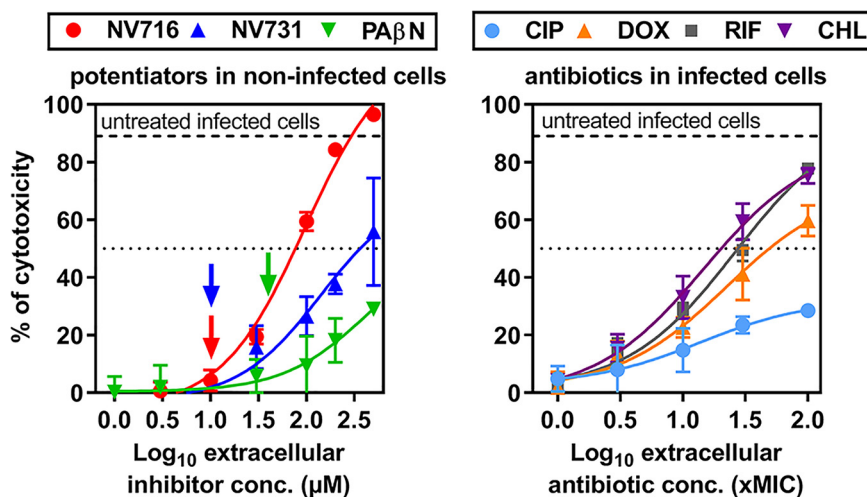 NV716 NV731 PAβN
CIP DOX RIF CHL
potentiators in non-infected cells
antibiotics in infected cells
% of cytotoxicity
100
80
60
40
20
0
untreated infected cells
0.0 0.5 1.0 1.5 2.0 2.5
Log10 extracellular
inhibitor conc. (µM)
100
80
60
40
20
0
untreated infected cells
0.0 0.5 1.0 1.5 2.0
Log10 extracellular
antibiotic conc. (xMIC)